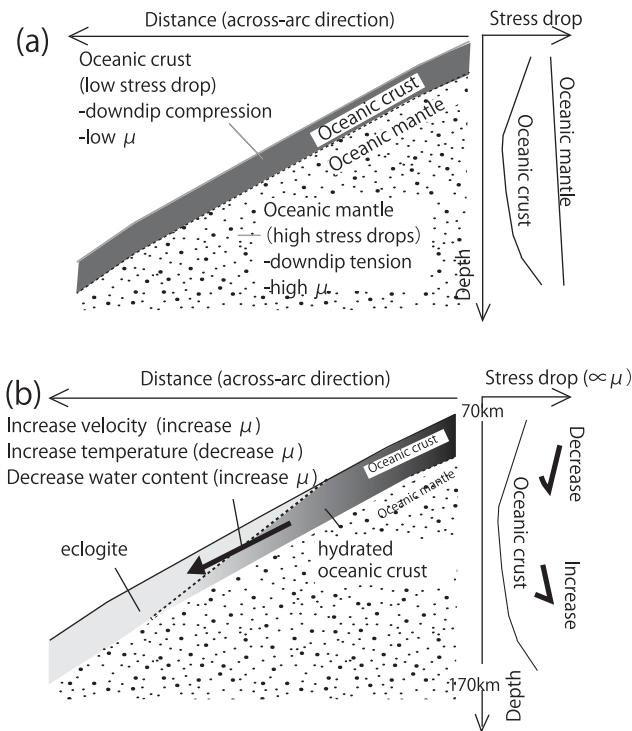 (a)
Distance (across-arc direction)
Stress drop
Oceanic crust
(low stress drop)
-downdip compression
-low μ
Oceanic crust
Oceanic mantle
Oceanic mantle
(high stress drops)
-downdip tension
-high μ
Depth
Oceanic crust
Oceanic mantle
(b)
Distance (across-arc direction)
Stress drop (∝ μ)
Increase velocity (increase μ)
Increase temperature (decrease μ)
Decrease water content (increase μ)
70km
Oceanic crust
Oceanic mantle
eclogite
hydrated
oceanic crust
Oceanic crust
Decrease
Increase
170km
Depth